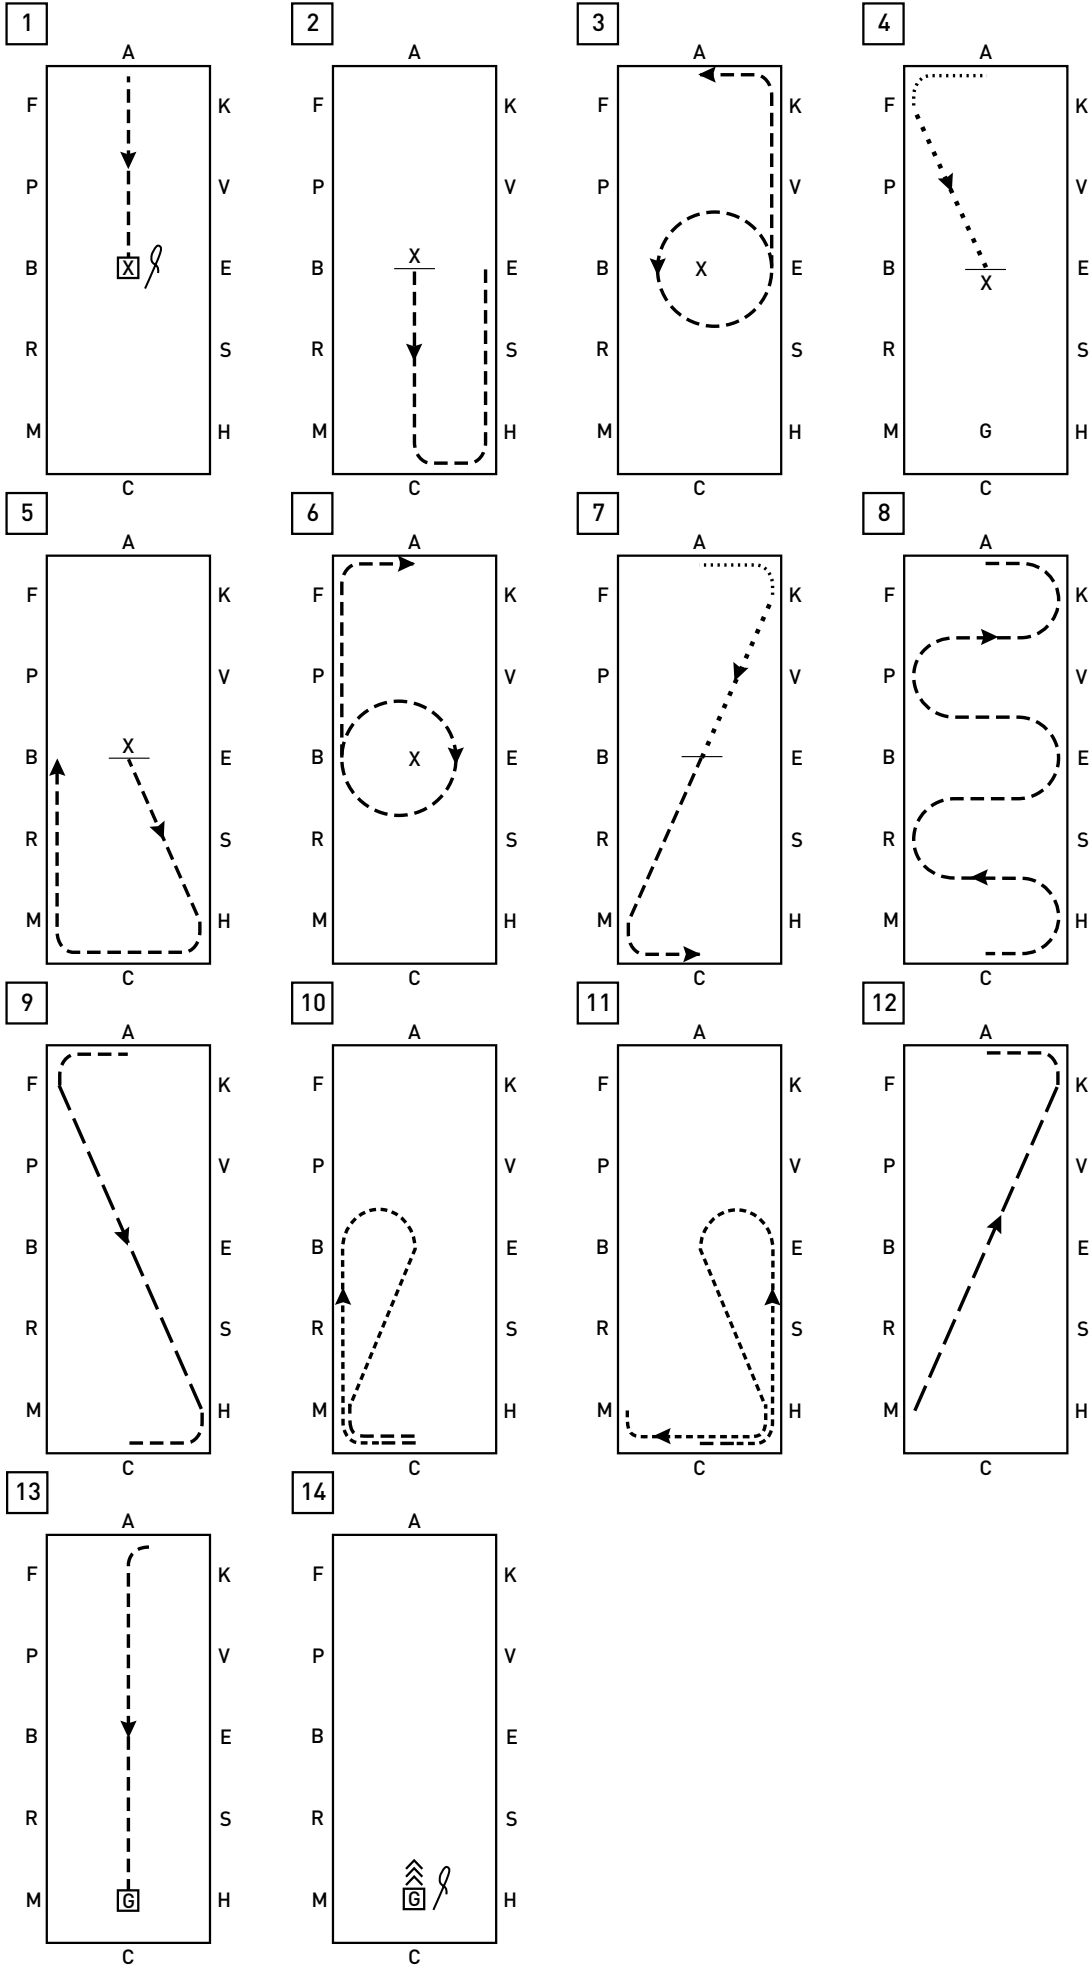 1 2 3 4
A A A A
F K F K F K F K
P V P V P V P V
X
B X E B E B X E B E
X
R S R S R S R S
M H M H M H M G H
C C C C
5 6 7 8
A A A A
F K F K F K F K
P V P V P V P V
X
B E B X E B E B E
R S R S R S R S
M H M H M H M H
C C C C
9 10 11 12
A A A A
F K F K F K F K
P V P V P V P V
B E B E B E B E
R S R S R S R S
M H M H M H M H
C C C C
13 14
A A
F K F K
P V P V
B E B E
R S R S
M G H M G H
C C